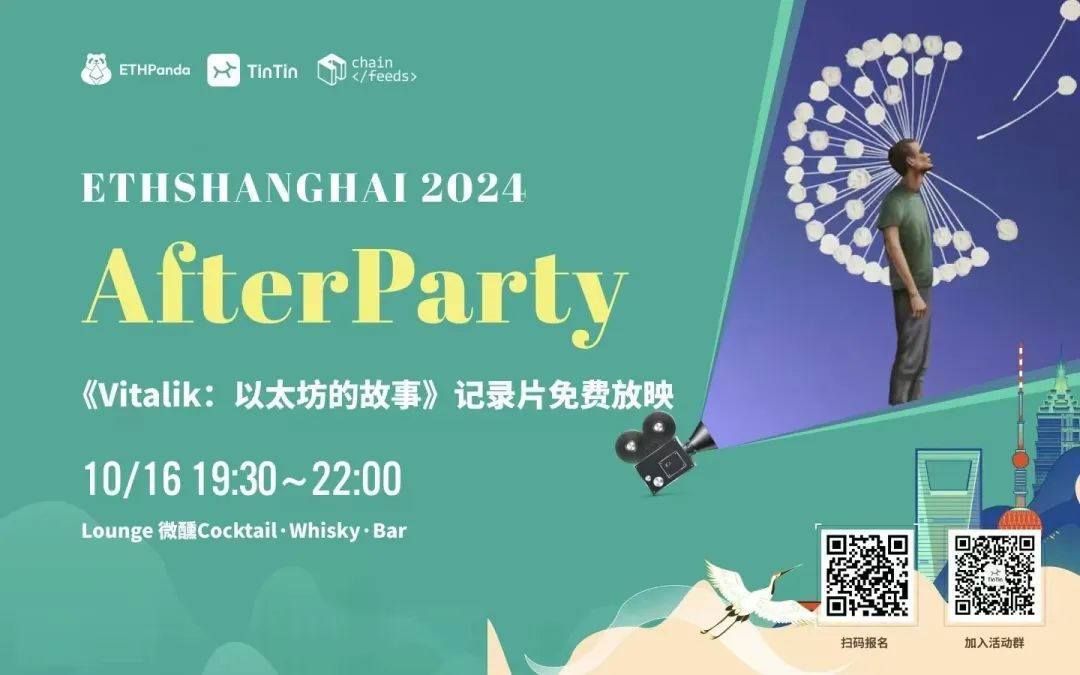 ETHPanda TinTin chain
</feeds>
ETHSHANGHAI 2024
AfterParty
《Vitalik：以太坊的故事》记录片免费放映
10/16 19:30~22:00
Lounge 微醺Cocktail·Whisky·Bar
TinTin
扫码报名 加入活动群